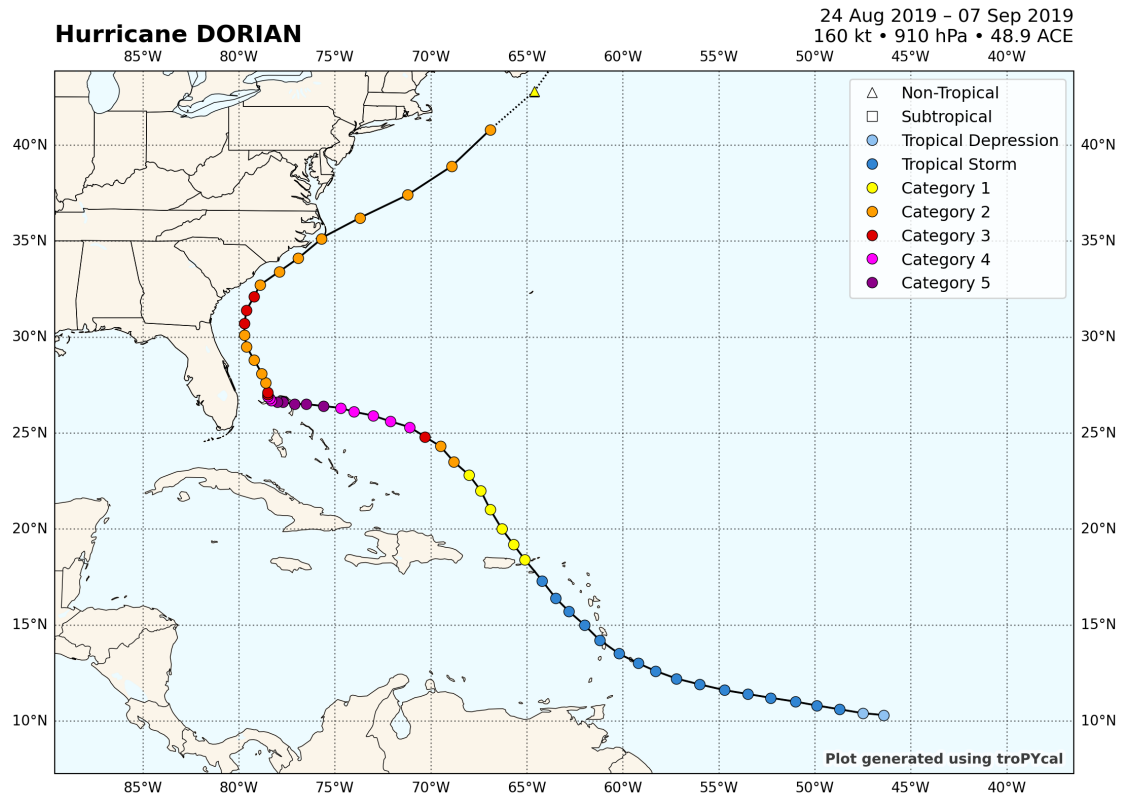 Hurricane DORIAN
24 Aug 2019 – 07 Sep 2019
160 kt • 910 hPa • 48.9 ACE
85°W 80°W 75°W 70°W 65°W 60°W 55°W 50°W 45°W 40°W
Non-Tropical
Subtropical
Tropical Depression
Tropical Storm
Category 1
Category 2
Category 3
Category 4
Category 5
40°N 40°N
35°N 35°N
30°N 30°N
25°N 25°N
20°N 20°N
15°N 15°N
10°N 10°N
Plot generated using troPYcal
85°W 80°W 75°W 70°W 65°W 60°W 55°W 50°W 45°W 40°W